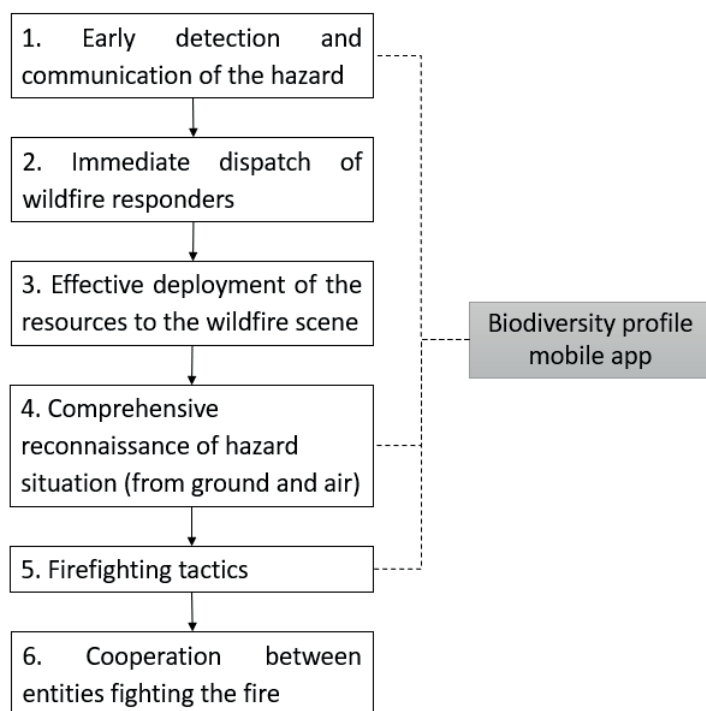 1. Early detection and
communication of the hazard
2. Immediate dispatch of
wildfire responders
3. Effective deployment of the
resources to the wildfire scene
4. Comprehensive
reconnaissance of hazard
situation (from ground and air)
5. Firefighting tactics
6. Cooperation between
entities fighting the fire
Biodiversity profile
mobile app